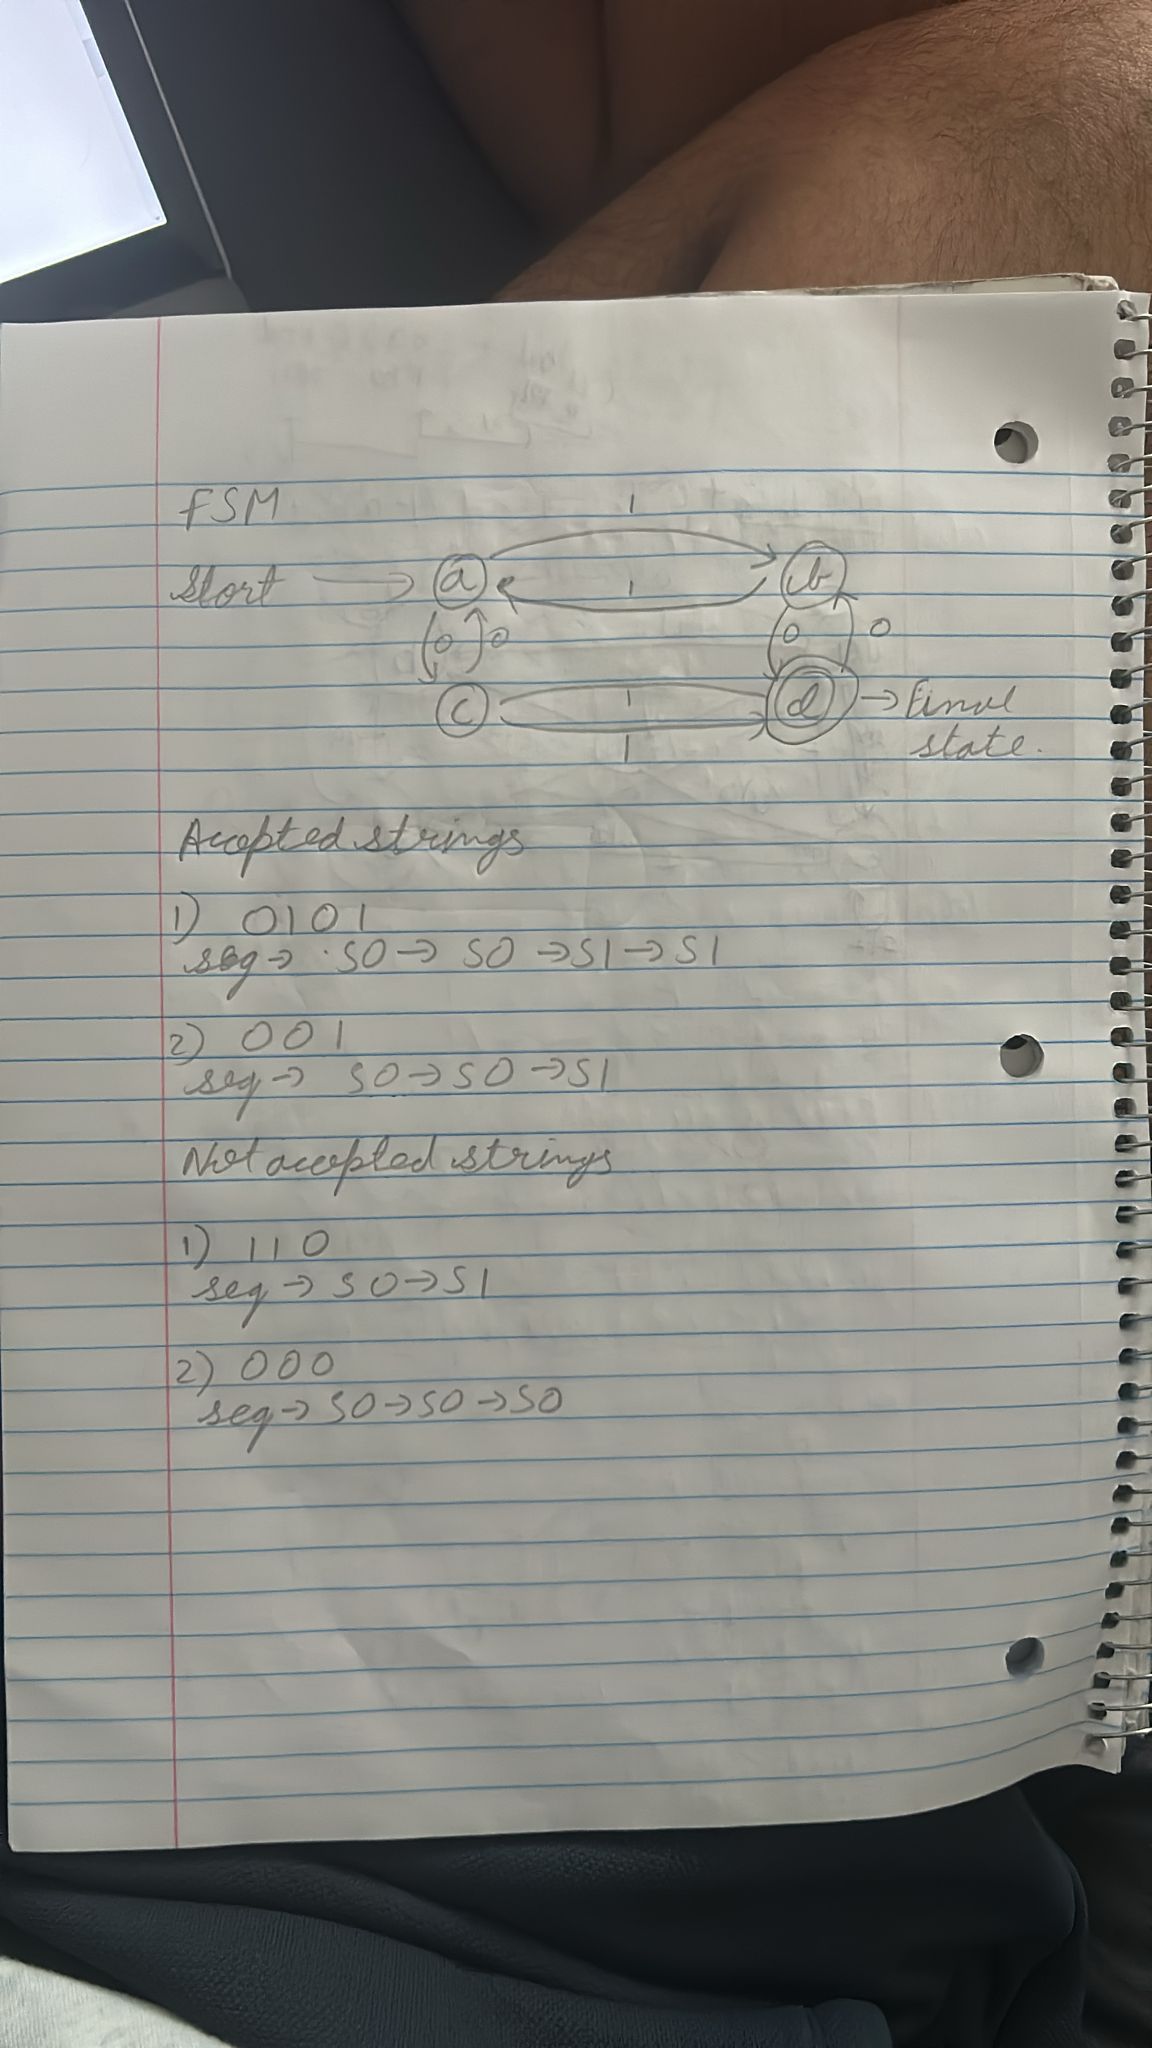 FSM
1
Start → a b
1
0 0 0 0
c 1 d → Final
1 state.
Accepted strings
1) 0101
seq → S0 → S0 → S1 → S1
2) 001
seq → S0 → S0 → S1
Not accepted strings
1) 110
seq → S0 → S1
2) 000
seq → S0 → S0 → S0